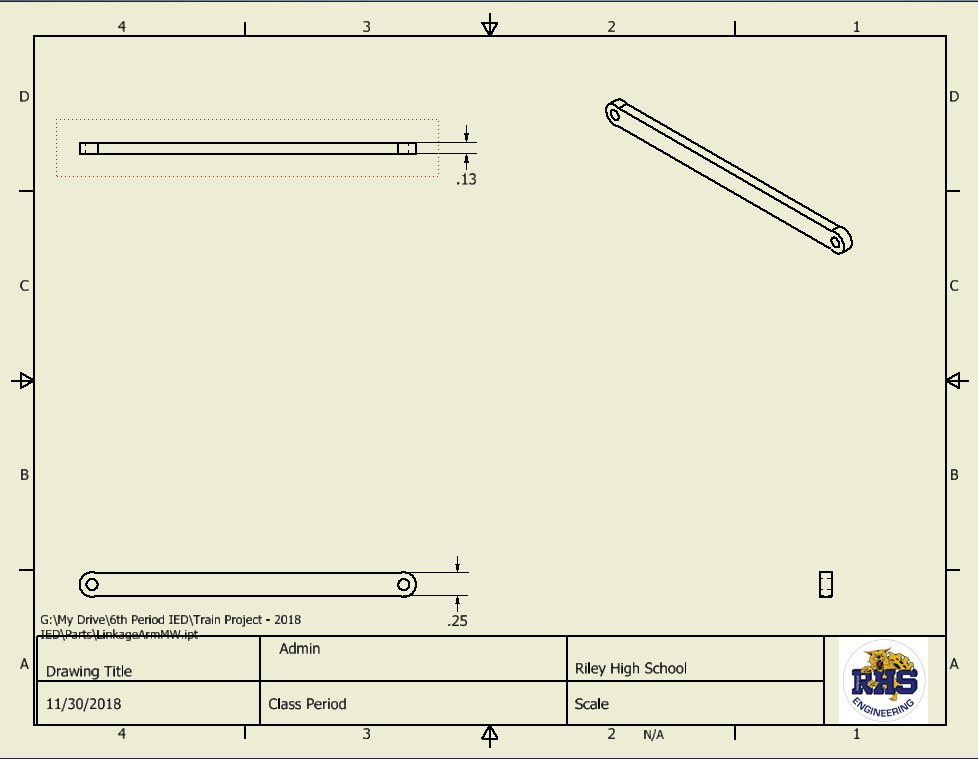 4 3 2 1
D D
.13
C C
B B
.25
G:\My Drive\6th Period IED\Train Project - 2018
IED\Parts\LinkageArmMW.ipt
A A
Admin
Drawing Title
Riley High School
11/30/2018
Class Period
Scale
RHS
ENGINEERING
4 3 2 N/A 1